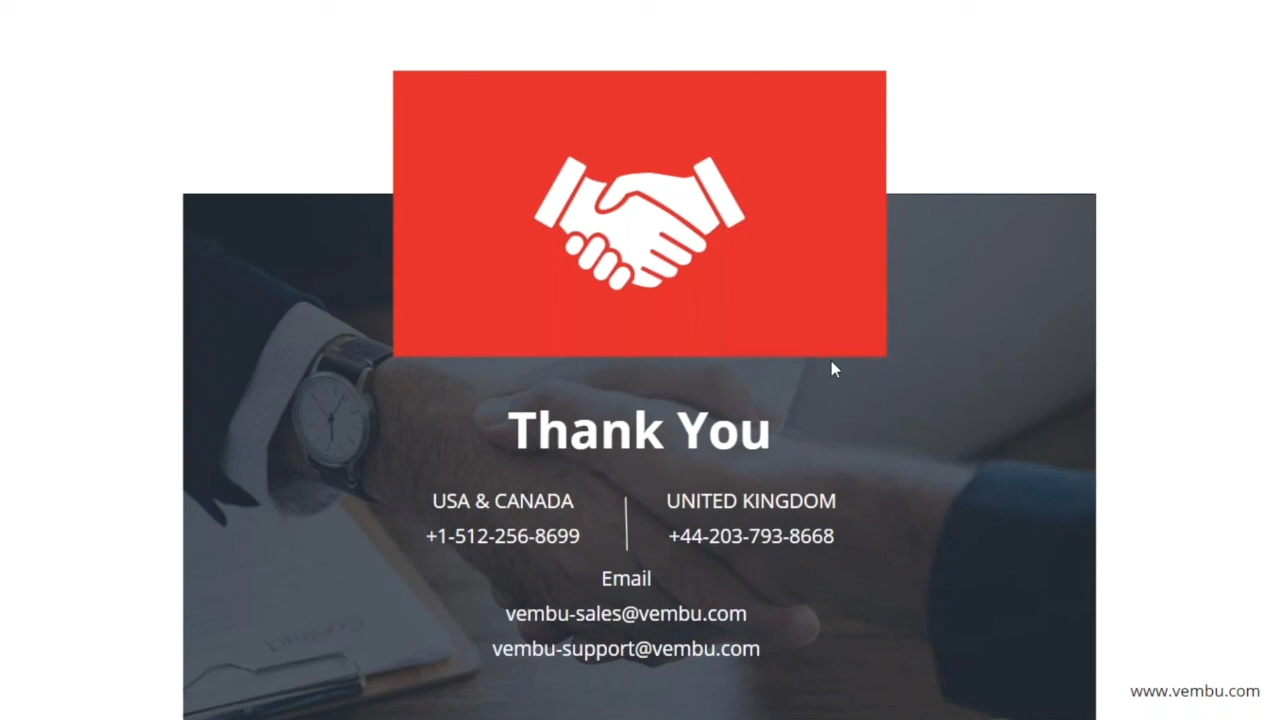 Thank You
USA & CANADA
+1-512-256-8699
UNITED KINGDOM
+44-203-793-8668
Email
vembu-sales@vembu.com
vembu-support@vembu.com
www.vembu.com